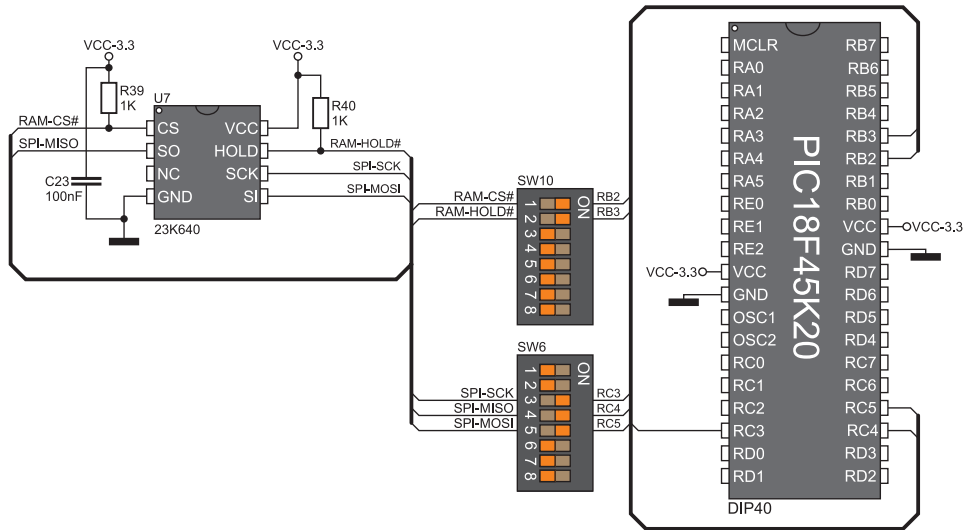 VCC-3.3
VCC-3.3
R39
1K
U7
R40
1K
RAM-CS#
CS
VCC
RAM-HOLD#
SPI-MISO
SO
HOLD
SPI-SCK
NC
SCK
SPI-MOSI
GND
SI
C23
100nF
23K640
SW10
RAM-CS#
RAM-HOLD#
1
2
3
4
5
6
7
8
ON
RB2
RB3
SW6
SPI-SCK
SPI-MISO
SPI-MOSI
1
2
3
4
5
6
7
8
ON
RC3
RC4
RC5
MCLR
RA0
RA1
RA2
RA3
RA4
RA5
RE0
RE1
RE2
VCC
GND
OSC1
OSC2
RC0
RC1
RC2
RC3
RD0
RD1
VCC-3.3
PIC18F45K20
RB7
RB6
RB5
RB4
RB3
RB2
RB1
RB0
VCC
GND
RD7
RD6
RD5
RD4
RC7
RC6
RC5
RC4
RD3
RD2
VCC-3.3
DIP40